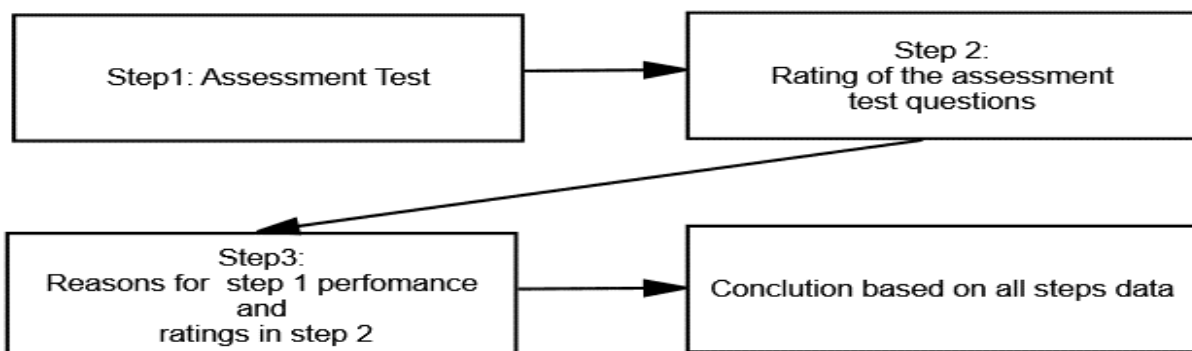 Step1: Assessment Test
Step 2:
Rating of the assessment
test questions
Step3:
Reasons for step 1 perfomance
and
ratings in step 2
Conclution based on all steps data